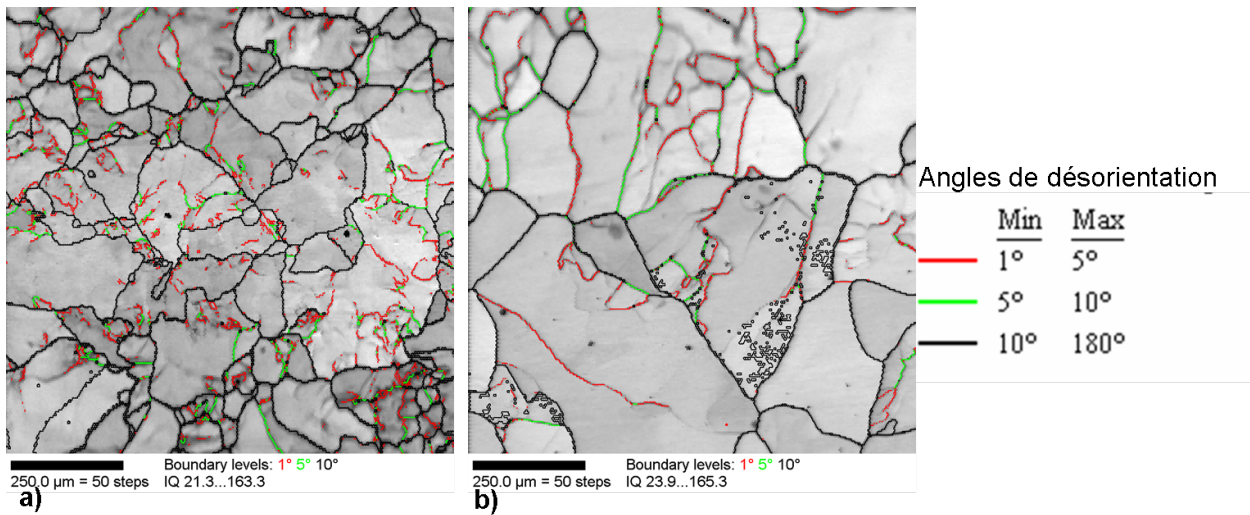 Boundary levels: 1° 5° 10°
250.0 µm = 50 steps IQ 21.3...163.3
a)
Boundary levels: 1° 5° 10°
250.0 µm = 50 steps IQ 23.9...165.3
b)
Angles de désorientation
Min Max
1° 5°
5° 10°
10° 180°